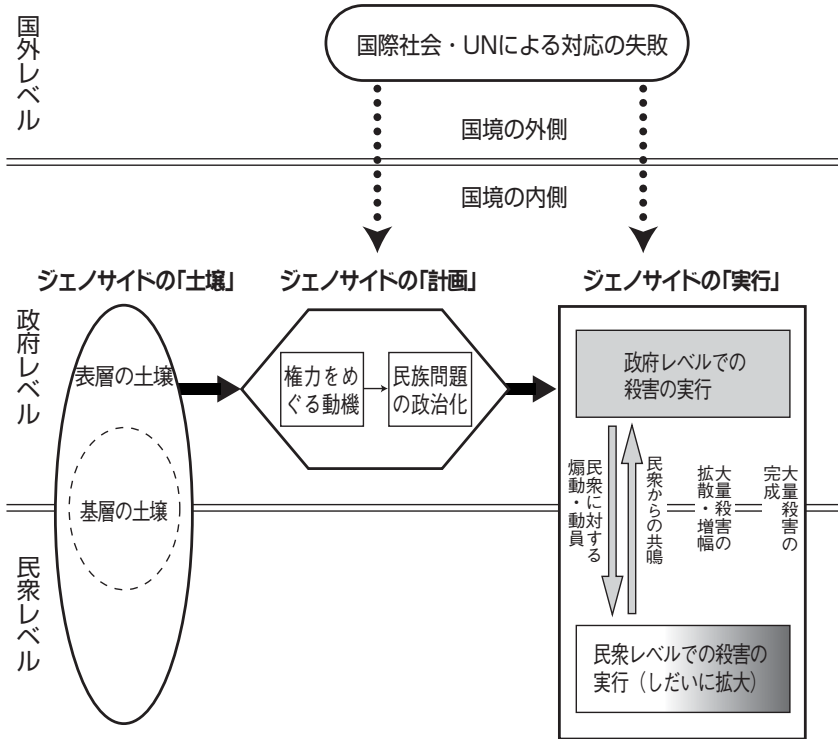 国外レベル
国際社会・UNによる対応の失敗
国境の外側
国境の内側
ジェノサイドの「土壌」
ジェノサイドの「計画」
ジェノサイドの「実行」
政府レベル
表層の土壌
権力をめ
ぐる動機
民族問題
の政治化
政府レベルでの
殺害の実行
基層の土壌
民衆に対する
煽動・動員
民衆からの共鳴
大量殺害の
拡散・増幅
大量殺害の
完成
民衆レベル
民衆レベルでの殺害の
実行(しだいに拡大)